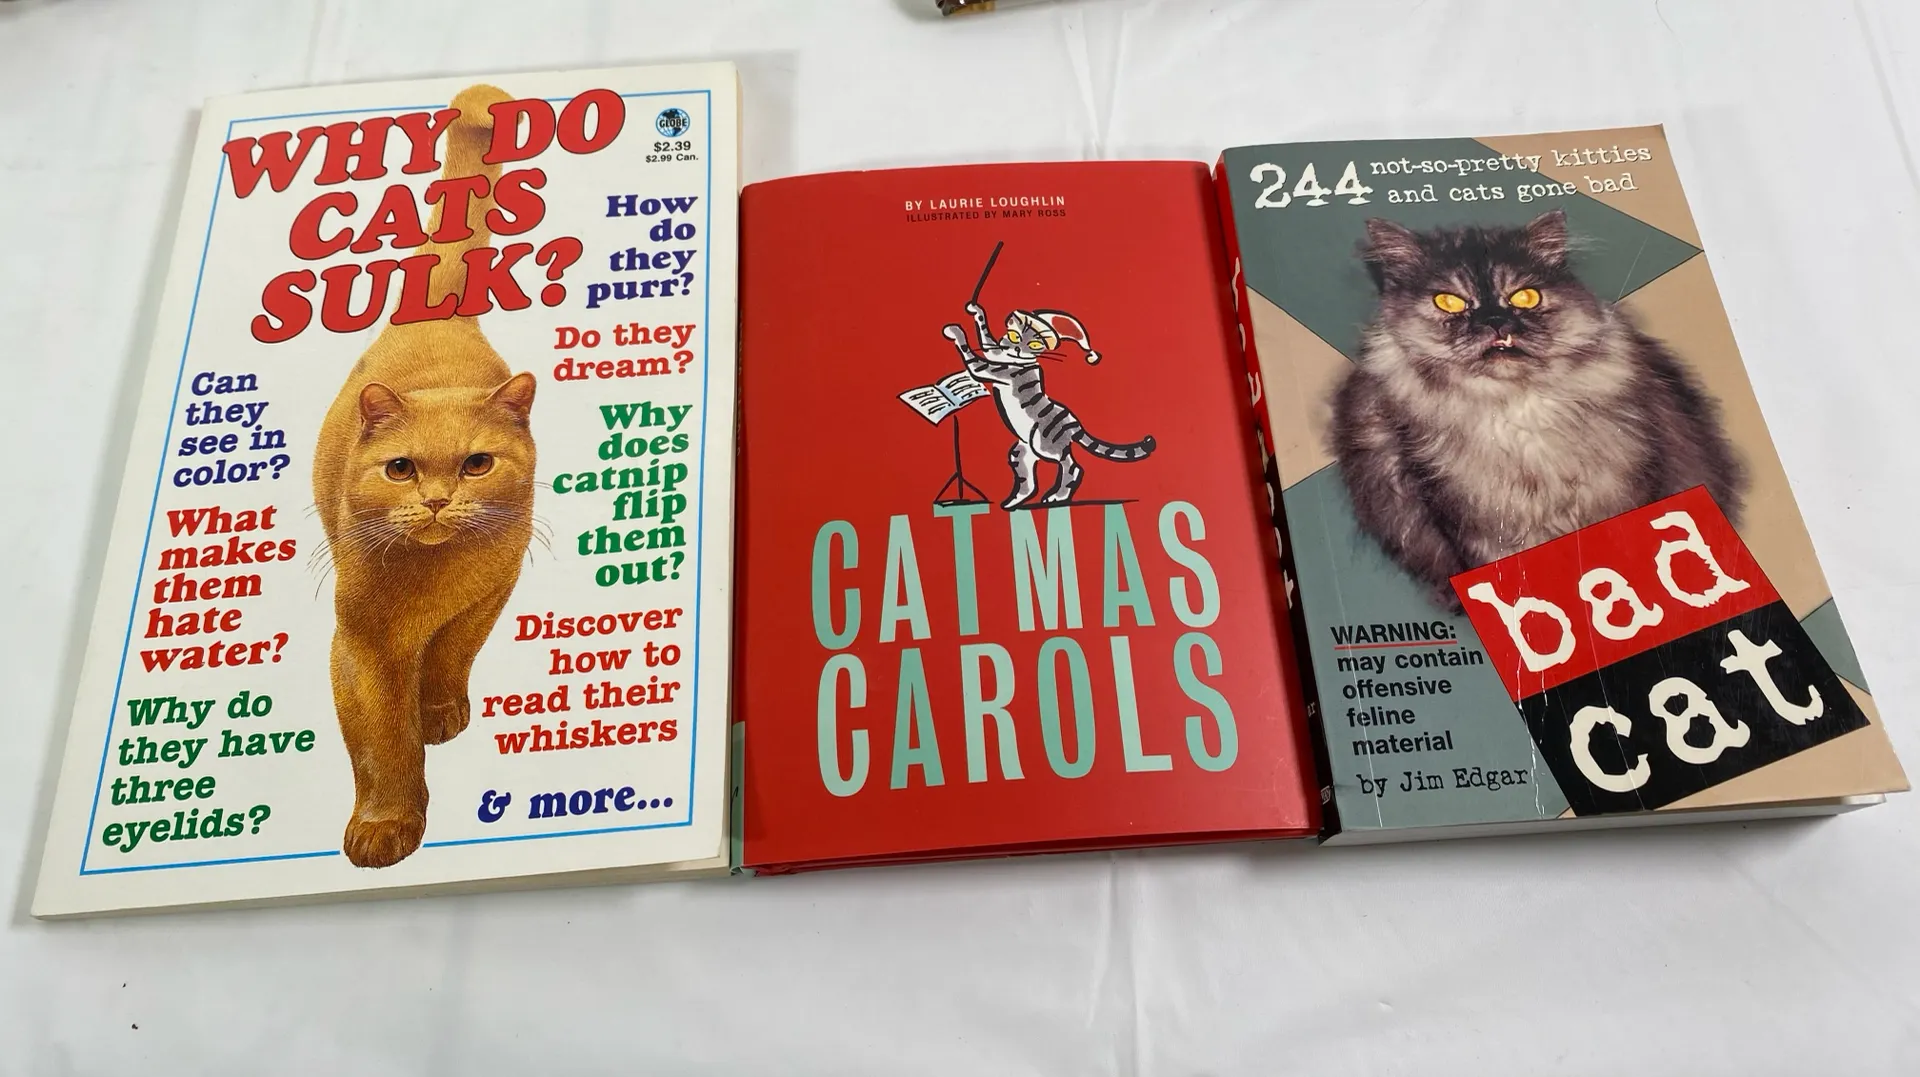 WHY DO
CATS
SULK?
GLOBE
$2.39
$2.99 Can.
How
do
they
purr?
Do they
dream?
Why
does
catnip
flip
them
out?
Discover
how to
read their
whiskers
& more...
Can
they
see in
color?
What
makes
them
hate
water?
Why do
they have
three
eyelids?
BY LAURIE LOUGHLIN
ILLUSTRATED BY MARY ROSS
CATMAS
CAROLS
244 not-so-pretty kitties
and cats gone bad
bad
cat
WARNING:
may contain
offensive
feline
material
by Jim Edgar